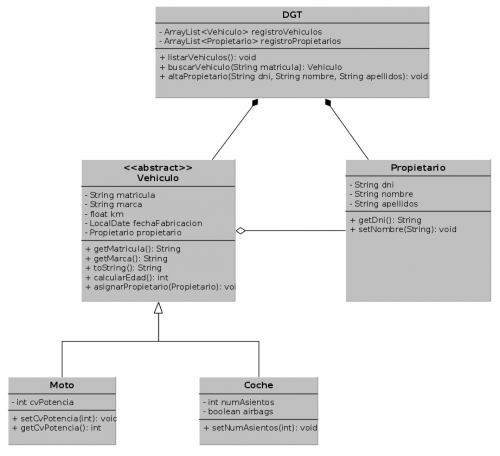 DGT
- ArrayList<Vehiculo> registroVehiculos
- ArrayList<Propietario> registroPropietarios
+ listarVehiculos(): void
+ buscarVehiculo(String matricula): Vehiculo
+ altaPropietario(String dni, String nombre, String apellidos): void
<<abstract>>
Vehiculo
- String matricula
- String marca
- float km
- LocalDate fechaFabricacion
- Propietario propietario
+ getMatricula(): String
+ getMarca(): String
+ toString(): String
+ calcularEdad(): int
+ asignarPropietario(Propietario): voi
Propietario
- String dni
- String nombre
- String apellidos
+ getDni(): String
+ setNombre(String): void
Moto
- int cvPotencia
+ setCvPotencia(int): void
+ getCvPotencia(): int
Coche
- int numAsientos
- boolean airbags
+ setNumAsientos(int): void